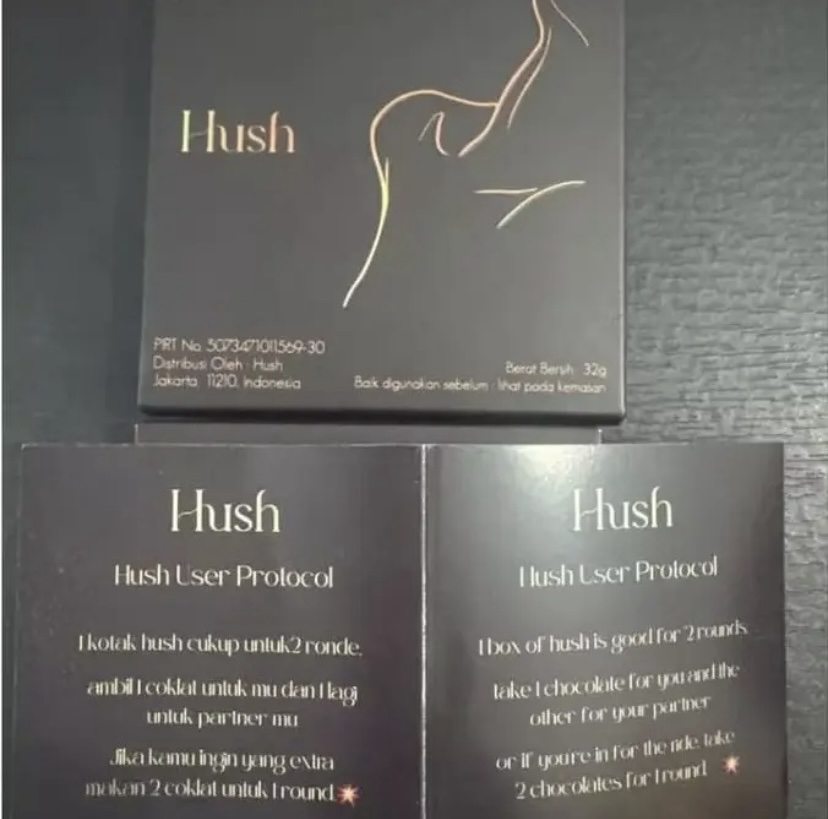 Hush
PIRT No. 5073471011569-30
Distribusi Oleh : Hush
Jakarta 11210, Indonesia
Berat Bersih : 32g
Baik digunakan sebelum : lihat pada kemasan
Hush
Hush User Protocol
1 kotak hush cukup untuk 2 ronde,
ambil 1 coklat untuk mu dan 1 lagi
untuk partner mu
Jika kamu ingin yang extra
makan 2 coklat untuk 1 round
Hush
Hush User Protocol
1 box of hush is good for 2 rounds
take 1 chocolate for you and the
other for your partner
or if you're in for the ride, take
2 chocolates for 1 round